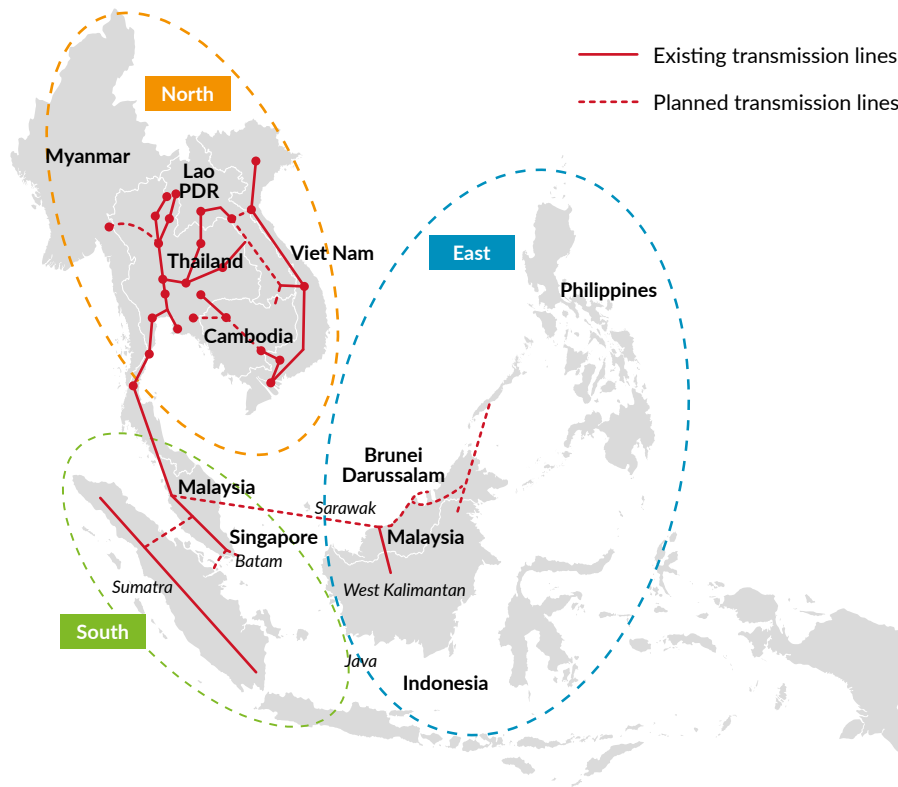 Existing transmission lines
North
Planned transmission lines
Myanmar
Lao
PDR
Viet Nam
East
Thailand
Philippines
Cambodia
Brunei
Darussalam
Malaysia
Sarawak
Singapore
Malaysia
Batam
Sumatra
West Kalimantan
South
Java
Indonesia